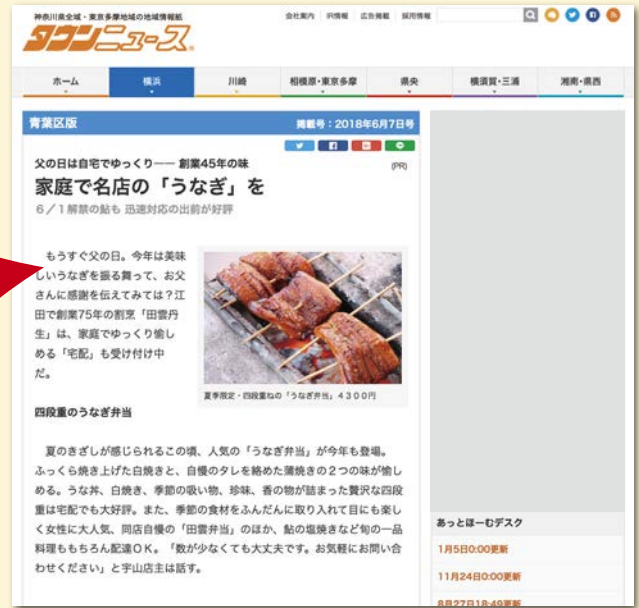 神奈川県全域・東京多摩地域の地域情報紙
タウンニュース
会社案内 IR情報 広告掲載 採用情報
ホーム 横浜 川崎 相模原・東京多摩 県央 横須賀・三浦 湘南・県西
青葉区版 掲載号：2018年6月7日号
父の日は自宅でゆっくり── 創業45年の味
(PR)
家庭で名店の「うなぎ」を
6／1解禁の鮎も 迅速対応の出前が好評
もうすぐ父の日。今年は美味
しいうなぎを振る舞って、お父
さんに感謝を伝えてみては？江
田で創業75年の割烹「田雲丹
生」は、家庭でゆっくり愉し
める「宅配」も受け付け中
だ。
夏季限定・四段重ねの「うなぎ弁当」４３００円
四段重のうなぎ弁当
夏のきざしが感じられるこの頃、人気の「うなぎ弁当」が今年も登場。
ふっくら焼き上げた白焼きと、自慢のタレを絡めた蒲焼きの２つの味が愉し
める。うな丼、白焼き、季節の吸い物、珍味、香の物が詰まった贅沢な四段
重は宅配でも大好評。また、季節の食材をふんだんに取り入れて目にも楽し
く女性に大人気、同店自慢の「田雲弁当」のほか、鮎の塩焼きなど旬の一品
料理ももちろん配達ＯＫ。「数が少なくても大丈夫です。お気軽にお問い合
わせください」と宇山店主は話す。
あっとほーむデスク
1月5日0:00更新
11月24日0:00更新
8月27日18:49更新